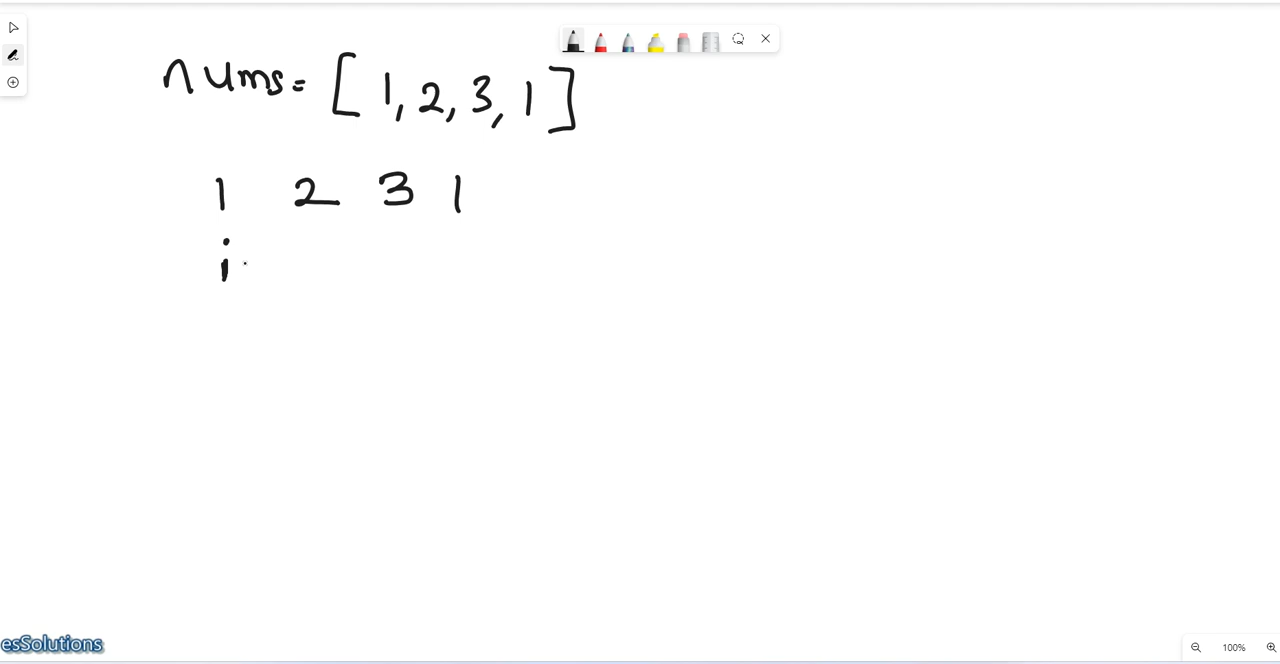 nums= [1, 2, 3, 1]
1 2 3 1
i
esSolutions
100%